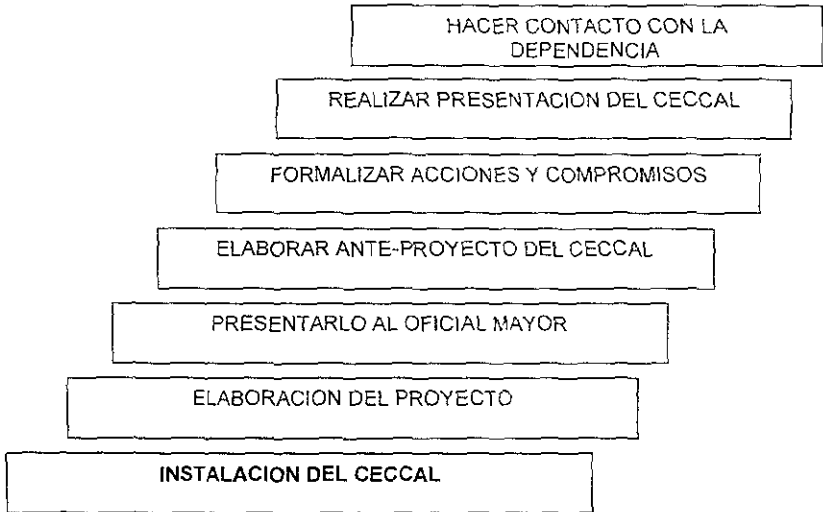 HACER CONTACTO CON LA
DEPENDENCIA
REALIZAR PRESENTACION DEL CECCAL
FORMALIZAR ACCIONES Y COMPROMISOS
ELABORAR ANTE-PROYECTO DEL CECCAL
PRESENTARLO AL OFICIAL MAYOR
ELABORACION DEL PROYECTO
INSTALACION DEL CECCAL